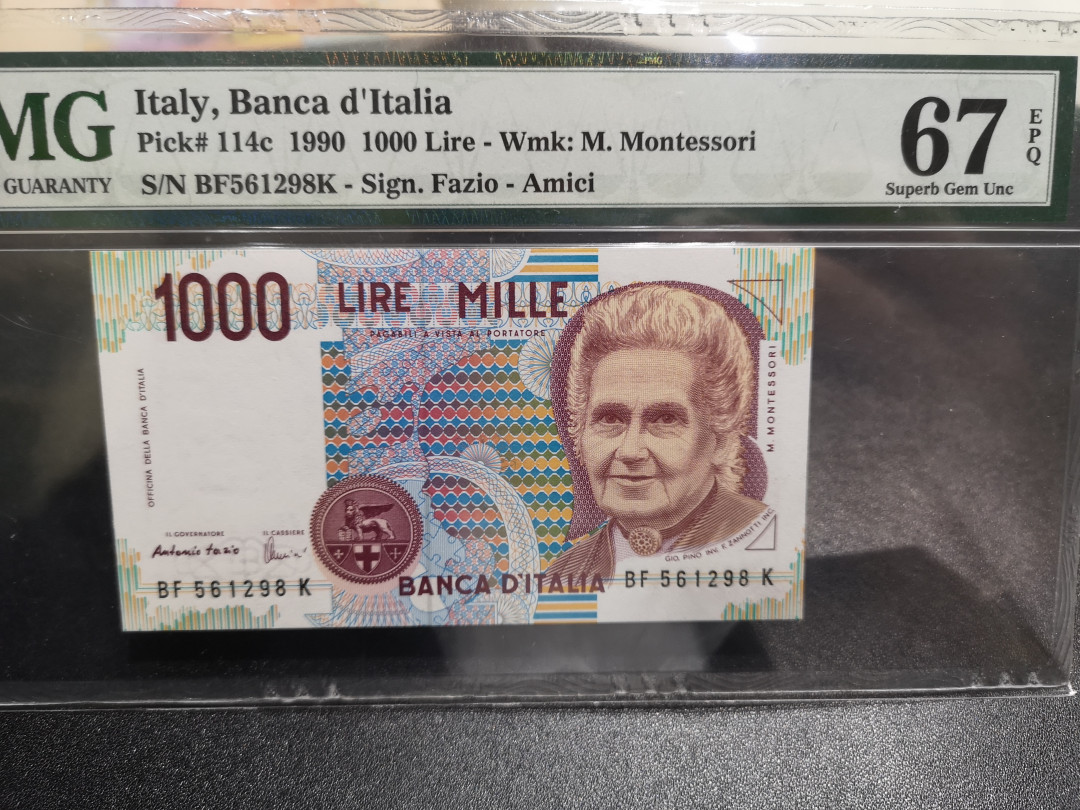 PMG
MG
GUARANTY
Italy, Banca d'Italia
Pick# 114c 1990 1000 Lire - Wmk: M. Montessori
S/N BF561298K - Sign. Fazio - Amici
67
EPQ
Superb Gem Unc
1000 LIRE MILLE
PAGABILI A VISTA AL PORTATORE
OFFICINA DELLA BANCA D'ITALIA
M. MONTESSORI
IL GOVERNATORE
IL CASSIERE
Antonio Fazio
GIO. PINO INV. E ZANNOTTI INC.
BANCA D'ITALIA
BF 561298 K
BF 561298 K